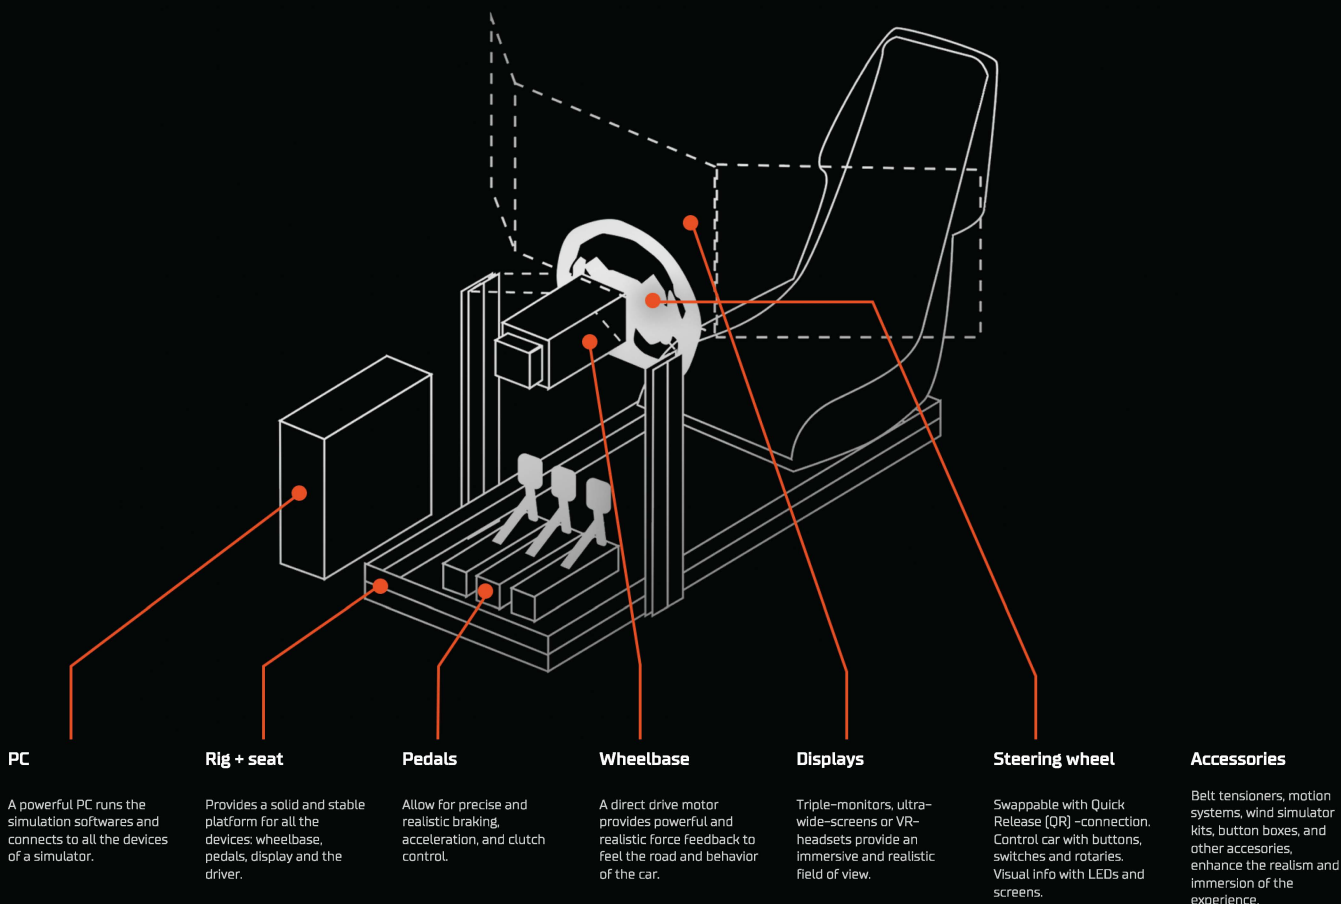 PC
A powerful PC runs the
simulation softwares and
connects to all the devices
of a simulator.
Rig + seat
Provides a solid and stable
platform for all the
devices: wheelbase,
pedals, display and the
driver.
Pedals
Allow for precise and
realistic braking,
acceleration, and clutch
control.
Wheelbase
A direct drive motor
provides powerful and
realistic force feedback to
feel the road and behavior
of the car.
Displays
Triple-monitors, ultra-
wide-screens or VR-
headsets provide an
immersive and realistic
field of view.
Steering wheel
Swappable with Quick
Release (QR) -connection.
Control car with buttons,
switches and rotaries.
Visual info with LEDs and
screens.
Accessories
Belt tensioners, motion
systems, wind simulator
kits, button boxes, and
other accesories,
enhance the realism and
immersion of the
experience.